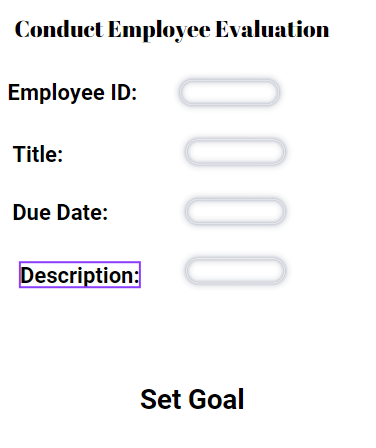 Conduct Employee Evaluation
Employee ID:
Title:
Due Date:
Description:
Set Goal